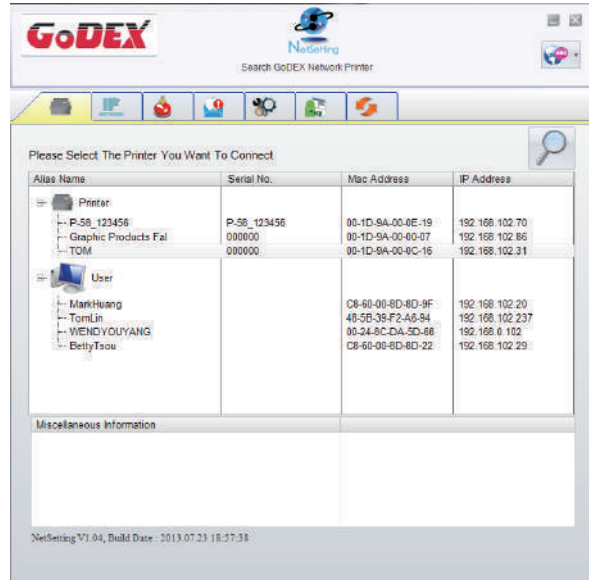 GoDEX
NetSetting
Search GoDEX Network Printer
IP
Please Select The Printer You Want To Connect
Alias Name Serial No. Mac Address IP Address
Printer
P-58_123456 P-58_123456 00-1D-9A-00-0E-19 192.168.102.70
Graphic Products Fal 000000 00-1D-9A-00-00-07 192.168.102.86
TOM 000000 00-1D-9A-00-0C-16 192.168.102.31
User
MarkHuang C8-60-00-8D-8D-9F 192.168.102.20
TomLin 48-5B-39-F2-A6-94 192.168.102.237
WENDYOUYANG 00-24-8C-DA-5D-88 192.168.0.102
BettyTsou C8-60-00-8D-8D-22 192.168.102.29
Miscellaneous Information
NetSetting V1.04, Build Date : 2013.07.23 18:57:38